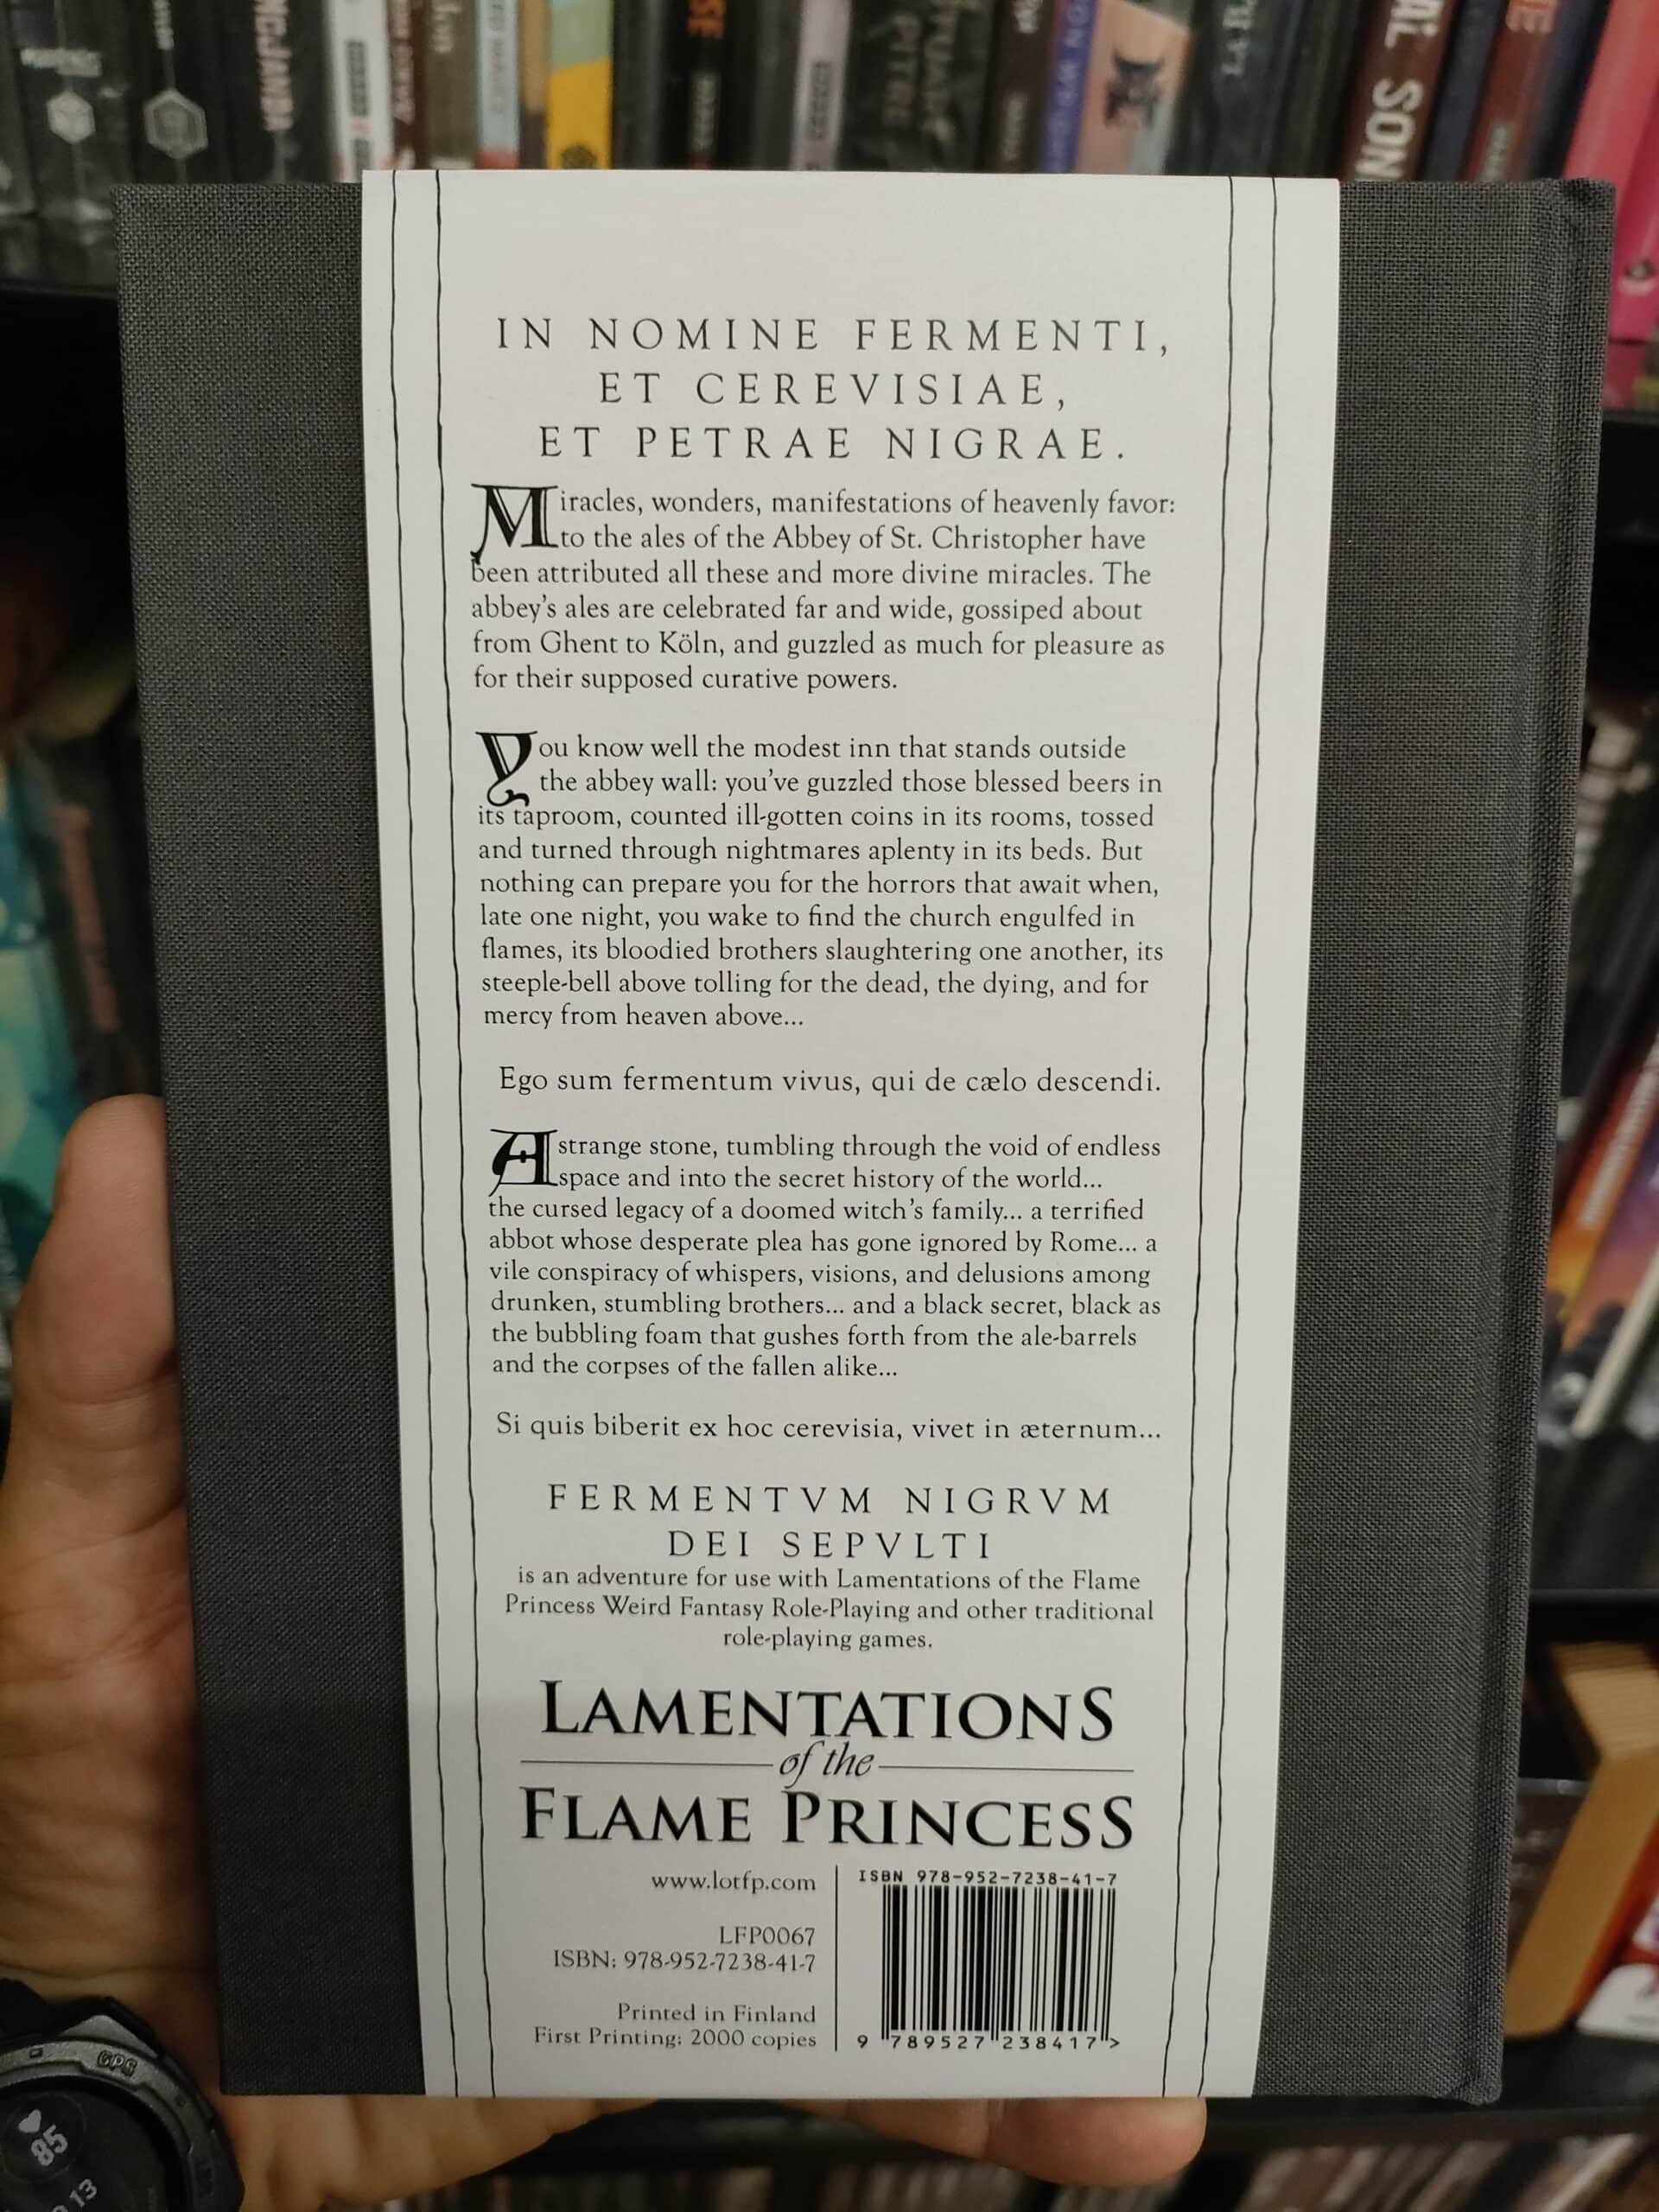 SON
IN NOMINE FERMENTI,
ET CEREVISIAE,
ET PETRAE NIGRAE.
Miracles, wonders, manifestations of heavenly favor:
to the ales of the Abbey of St. Christopher have
been attributed all these and more divine miracles. The
abbey's ales are celebrated far and wide, gossiped about
from Ghent to Köln, and guzzled as much for pleasure as
for their supposed curative powers.
You know well the modest inn that stands outside
the abbey wall: you've guzzled those blessed beers in
its taproom, counted ill-gotten coins in its rooms, tossed
and turned through nightmares aplenty in its beds. But
nothing can prepare you for the horrors that await when,
late one night, you wake to find the church engulfed in
flames, its bloodied brothers slaughtering one another, its
steeple-bell above tolling for the dead, the dying, and for
mercy from heaven above...
Ego sum fermentum vivus, qui de cælo descendi.
A strange stone, tumbling through the void of endless
space and into the secret history of the world...
the cursed legacy of a doomed witch's family... a terrified
abbot whose desperate plea has gone ignored by Rome... a
vile conspiracy of whispers, visions, and delusions among
drunken, stumbling brothers... and a black secret, black as
the bubbling foam that gushes forth from the ale-barrels
and the corpses of the fallen alike...
Si quis biberit ex hoc cerevisia, vivet in æternum...
FERMENTVM NIGRVM
DEI SEPVLTI
is an adventure for use with Lamentations of the Flame
Princess Weird Fantasy Role-Playing and other traditional
role-playing games.
LAMENTATIONS
of the
FLAME PRINCESS
www.lotfp.com
LFP0067
ISBN: 978-952-7238-41-7
Printed in Finland
First Printing: 2000 copies
ISBN 978-952-7238-41-7
9 789527 238417 >
GPS
85
13